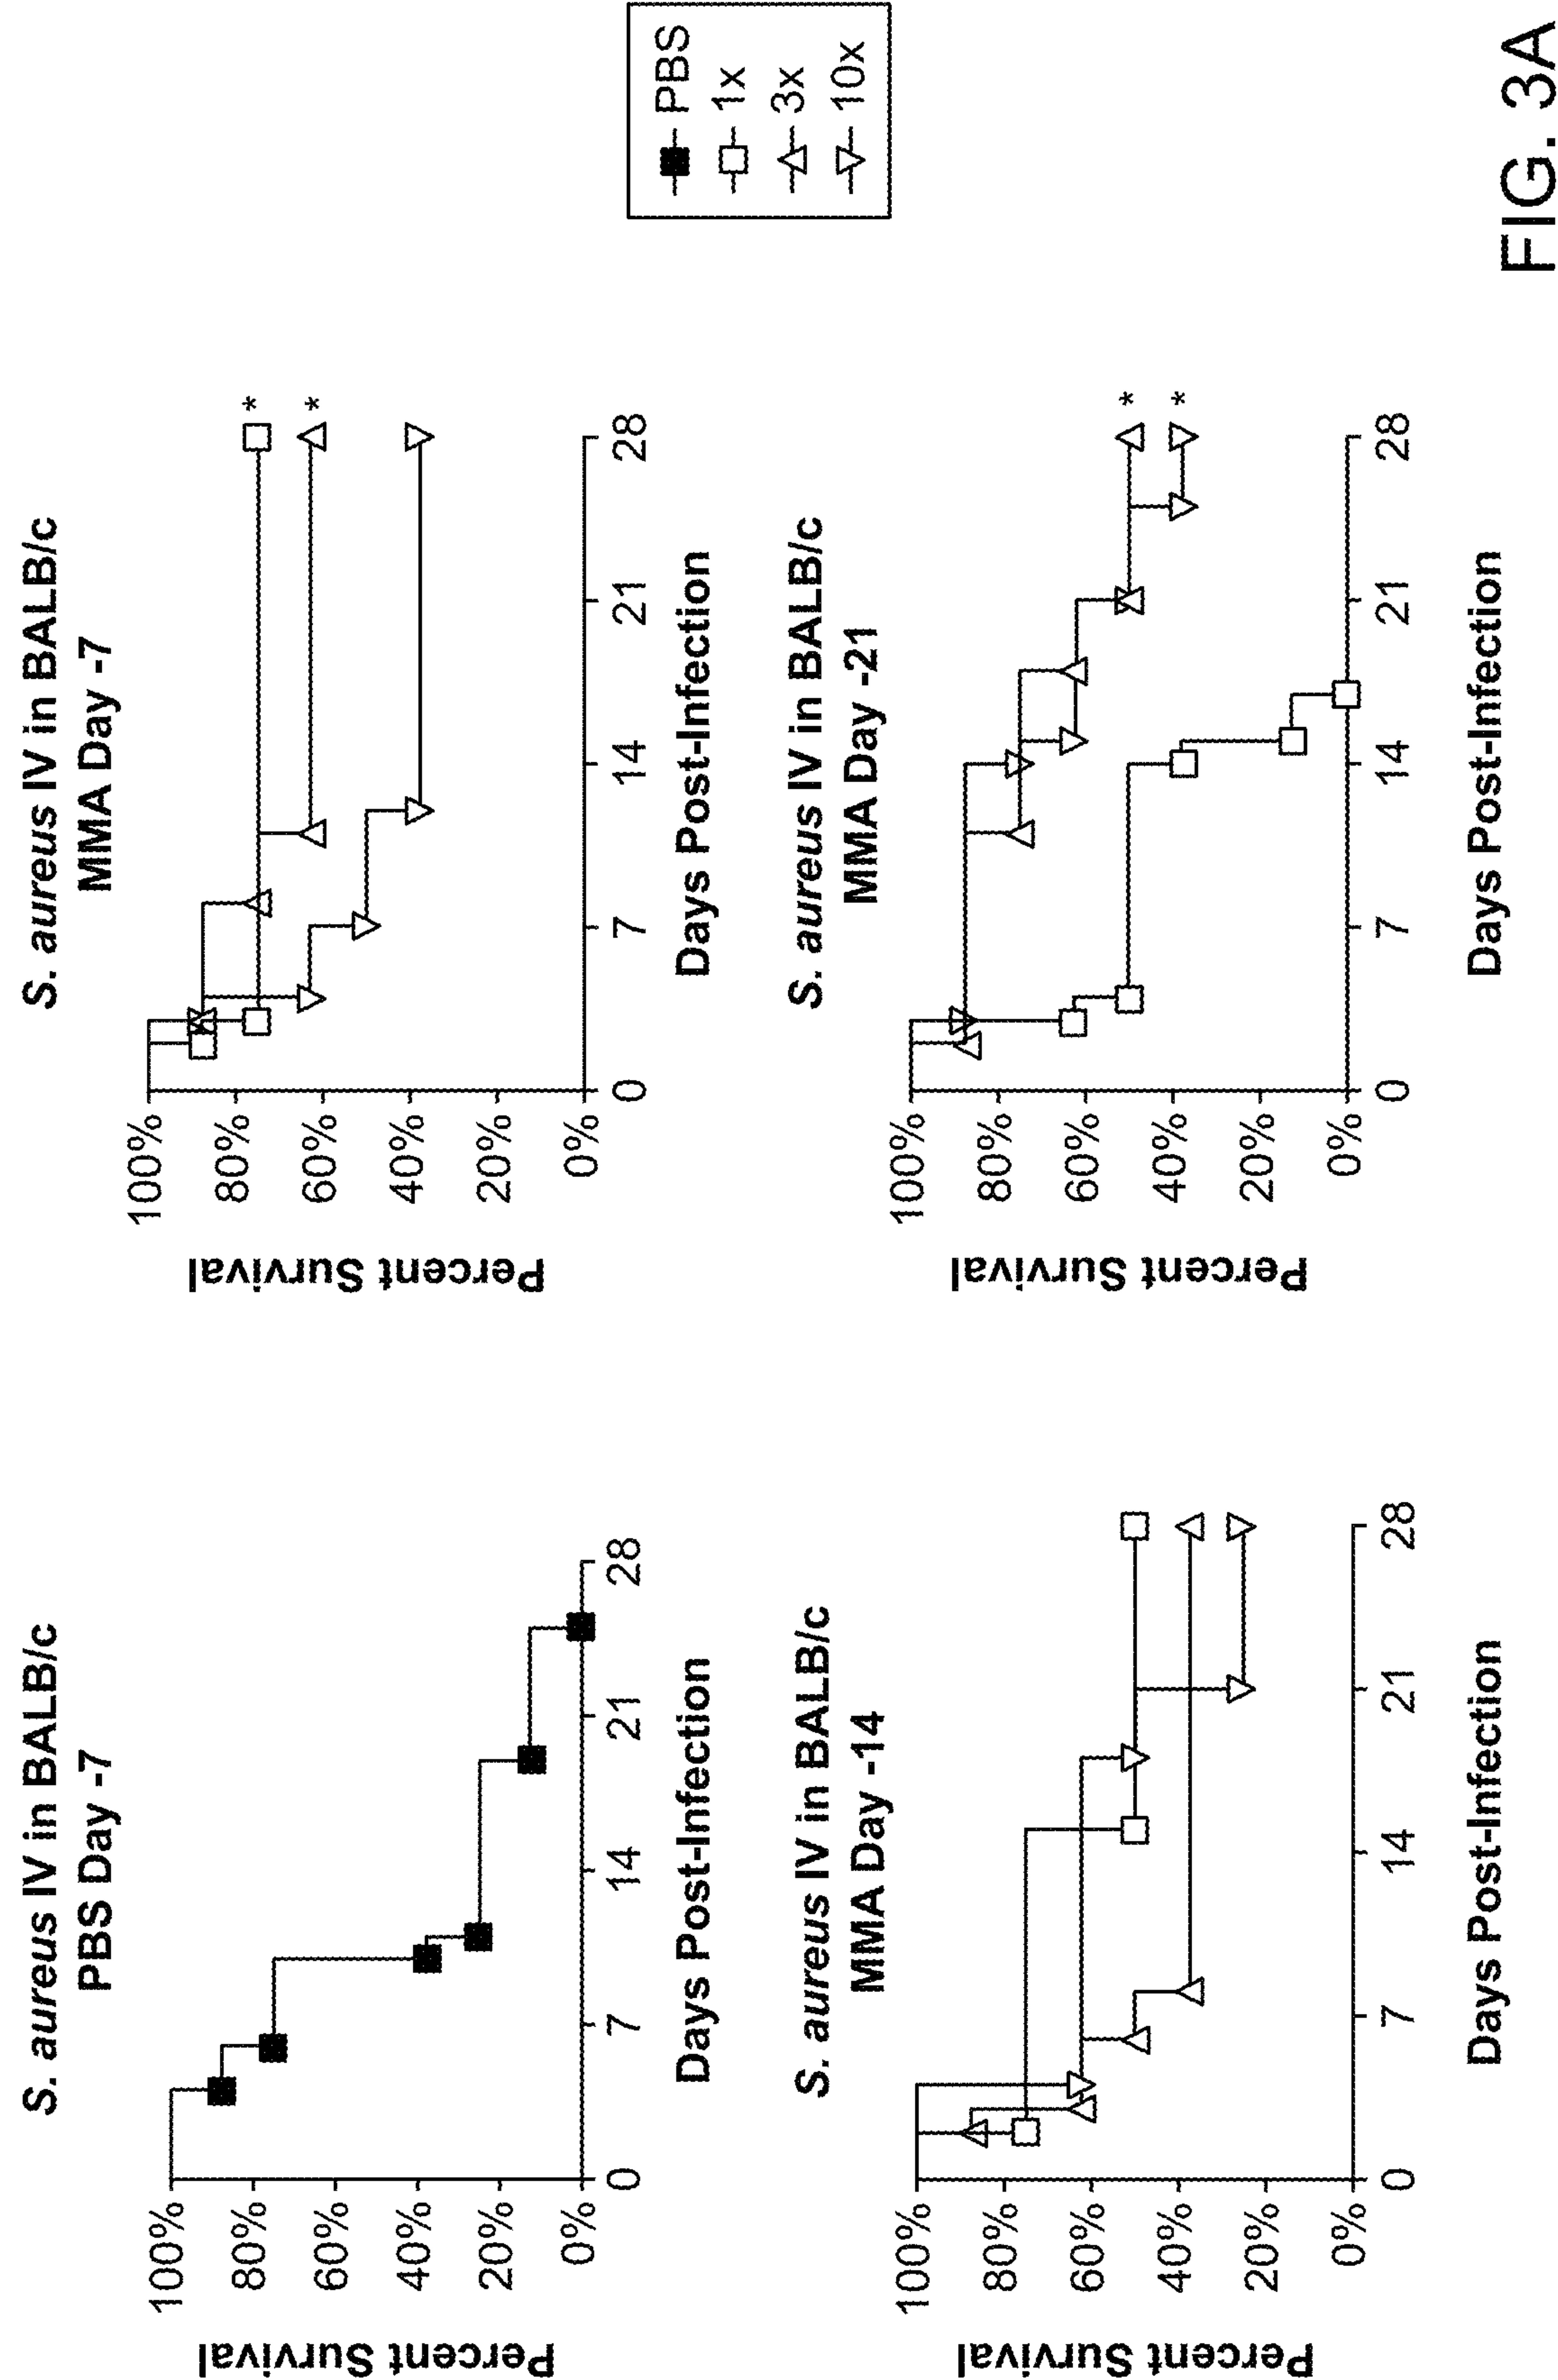 S. aureus IV in BALB/c
PBS Day -7
Percent Survival
100%
80%
60%
40%
20%
0%
0 7 14 21 28
Days Post-Infection
S. aureus IV in BALB/c
MMA Day -7
Percent Survival
100%
80%
60%
40%
20%
0%
*
*
0 7 14 21 28
Days Post-Infection
S. aureus IV in BALB/c
MMA Day -14
Percent Survival
100%
80%
60%
40%
20%
0%
0 7 14 21 28
Days Post-Infection
S. aureus IV in BALB/c
MMA Day -21
Percent Survival
100%
80%
60%
40%
20%
0%
*
*
0 7 14 21 28
Days Post-Infection
PBS
1x
3x
10x
FIG. 3A